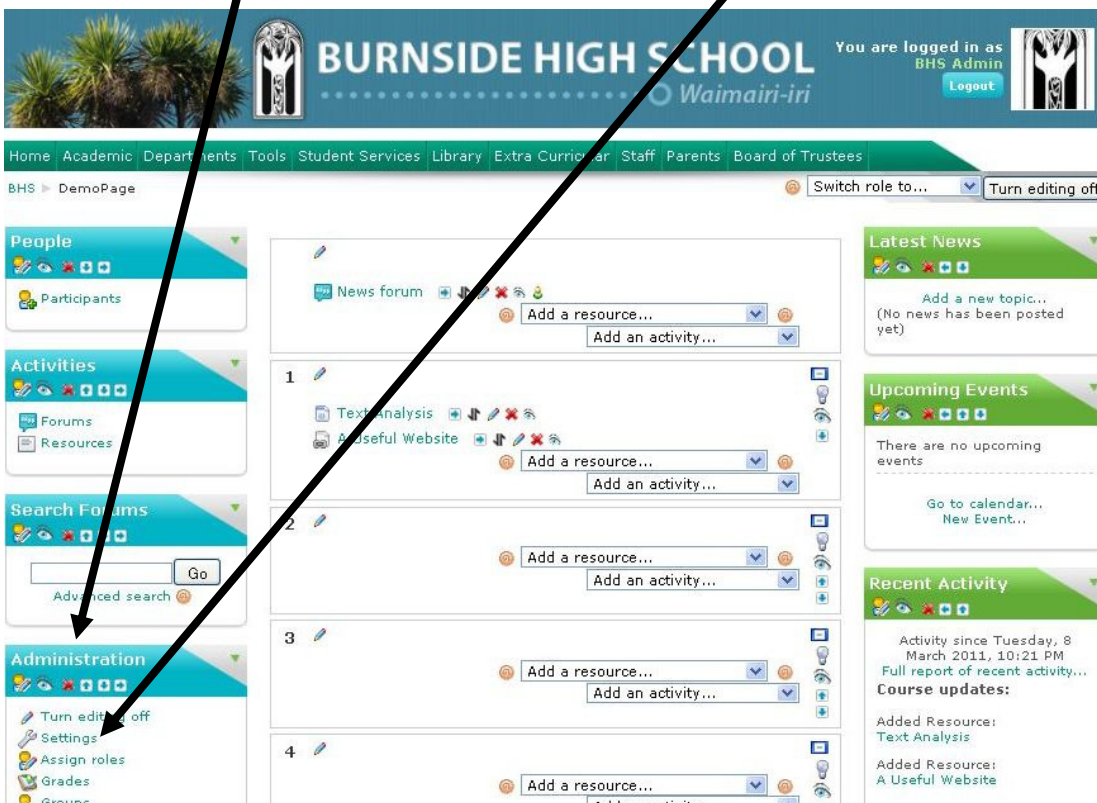 BURNSIDE HIGH SCHOOL
Waimairi-iri
You are logged in as
BHS Admin
Logout
Home Academic Departments Tools Student Services Library Extra Curricular Staff Parents Board of Trustees
BHS DemoPage
Switch role to...
Turn editing off
People
Participants
Activities
Forums
Resources
Search Forums
Go
Advanced search
Administration
Turn editing off
Settings
Assign roles
Grades
Groups
News forum
Add a resource...
Add an activity...
1
Text Analysis
A Useful Website
Add a resource...
Add an activity...
2
Add a resource...
Add an activity...
3
Add a resource...
Add an activity...
4
Add a resource...
Add an activity...
Latest News
Add a new topic...
(No news has been posted
yet)
Upcoming Events
There are no upcoming
events
Go to calendar...
New Event...
Recent Activity
Activity since Tuesday, 8
March 2011, 10:21 PM
Full report of recent activity...
Course updates:
Added Resource:
Text Analysis
Added Resource:
A Useful Website